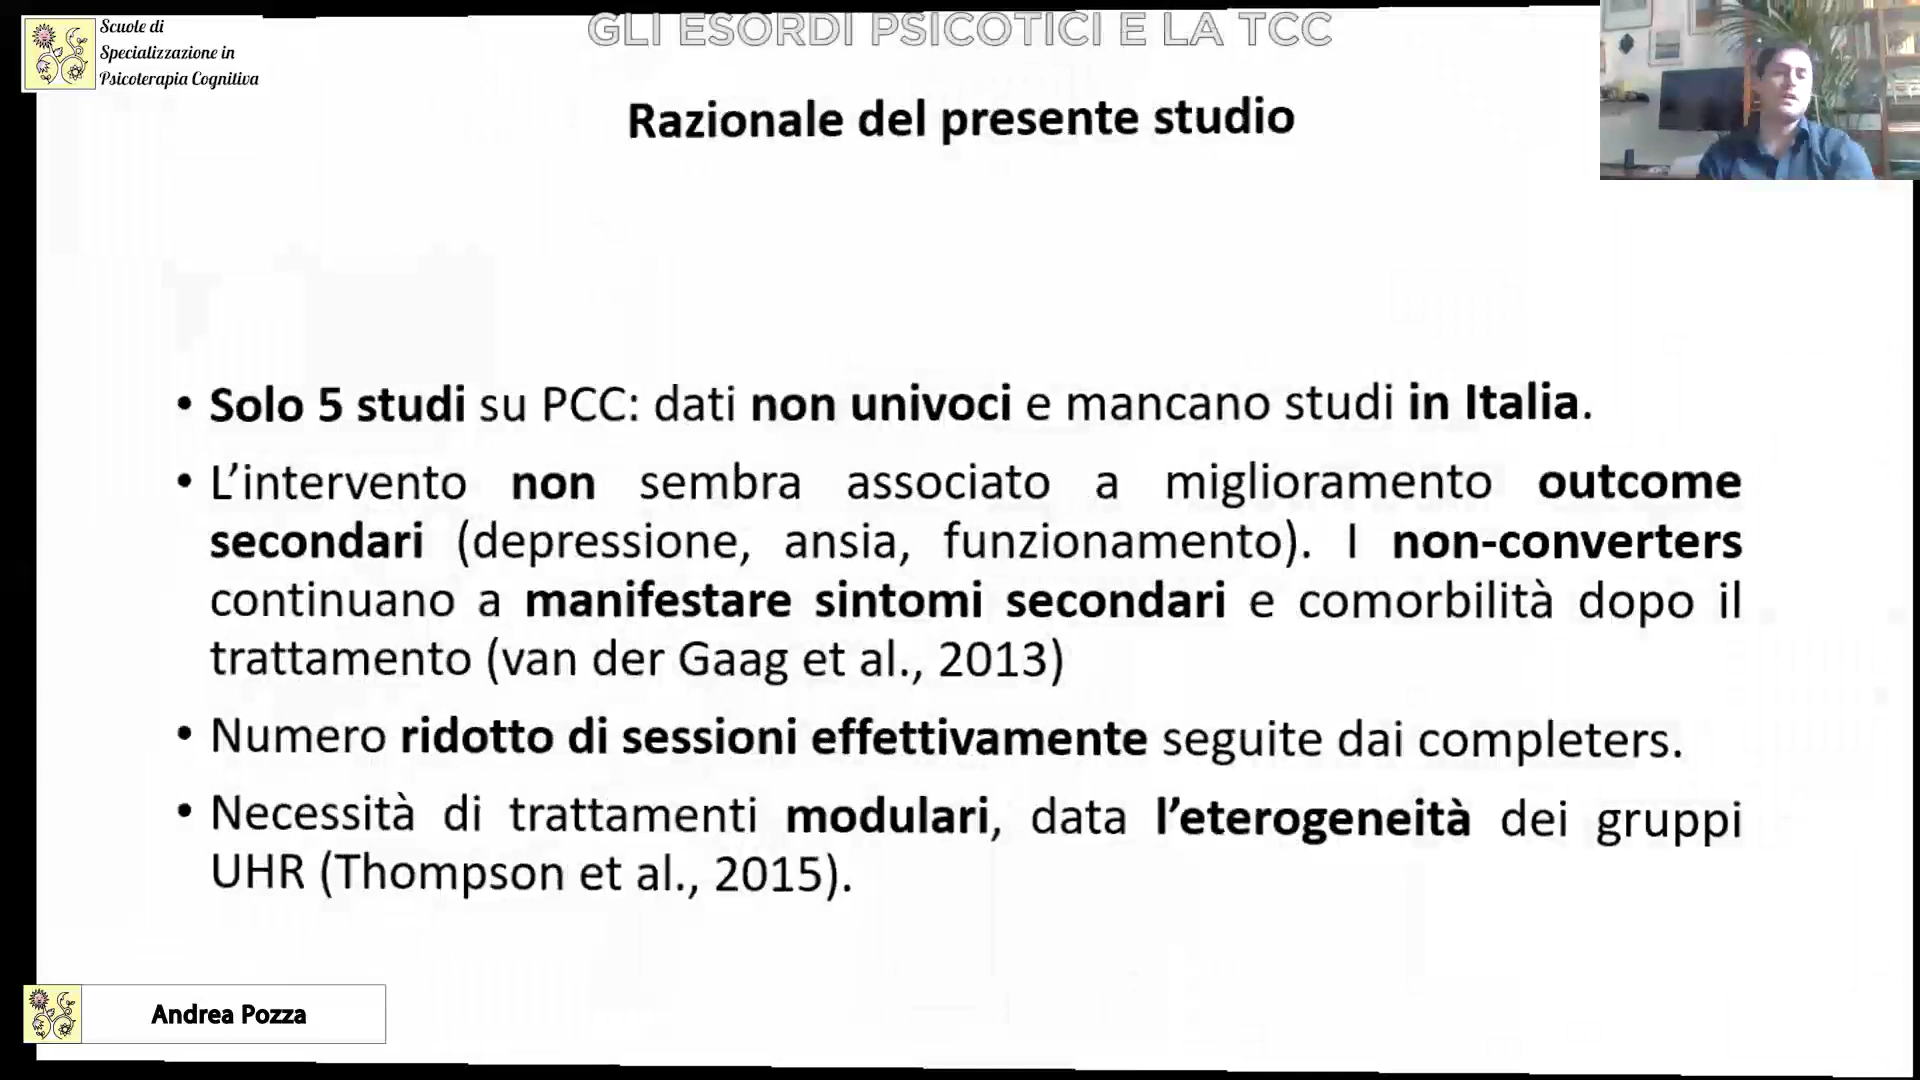 Scuole di
Specializzazione in
Psicoterapia Cognitiva
GLI ESORDI PSICOTICI E LA TCC
Razionale del presente studio
• Solo 5 studi su PCC: dati non univoci e mancano studi in Italia.
• L’intervento non sembra associato a miglioramento outcome
secondari (depressione, ansia, funzionamento). I non-converters
continuano a manifestare sintomi secondari e comorbilità dopo il
trattamento (van der Gaag et al., 2013)
• Numero ridotto di sessioni effettivamente seguite dai completers.
• Necessità di trattamenti modulari, data l’eterogeneità dei gruppi
UHR (Thompson et al., 2015).
Andrea Pozza